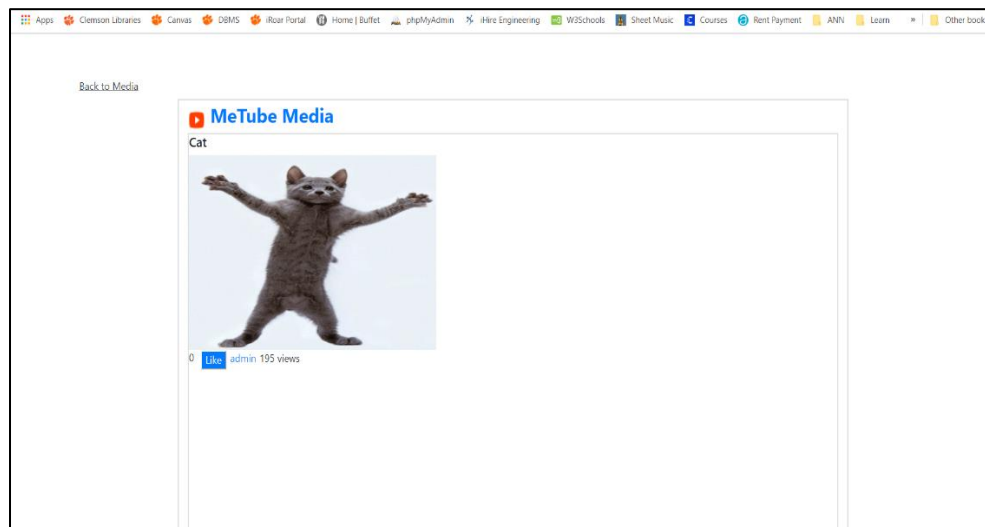 Apps Clemson Libraries Canvas DBMS iRoar Portal Home | Buffet phpMyAdmin iHire Engineering W3Schools Sheet Music Courses Rent Payment ANN Learn » Other book
Back to Media
MeTube Media
Cat
0 Like admin 195 views